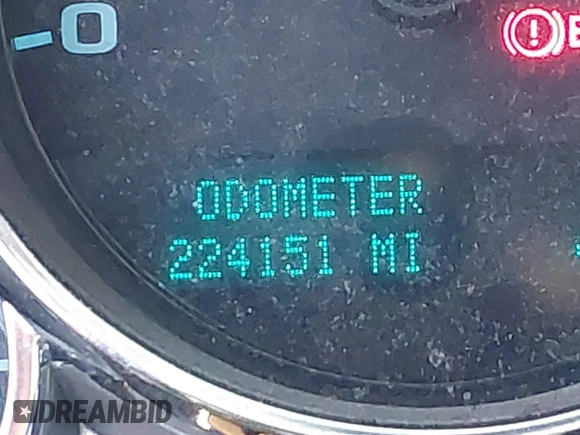 0
ODOMETER
224151 MI
DREAMBID